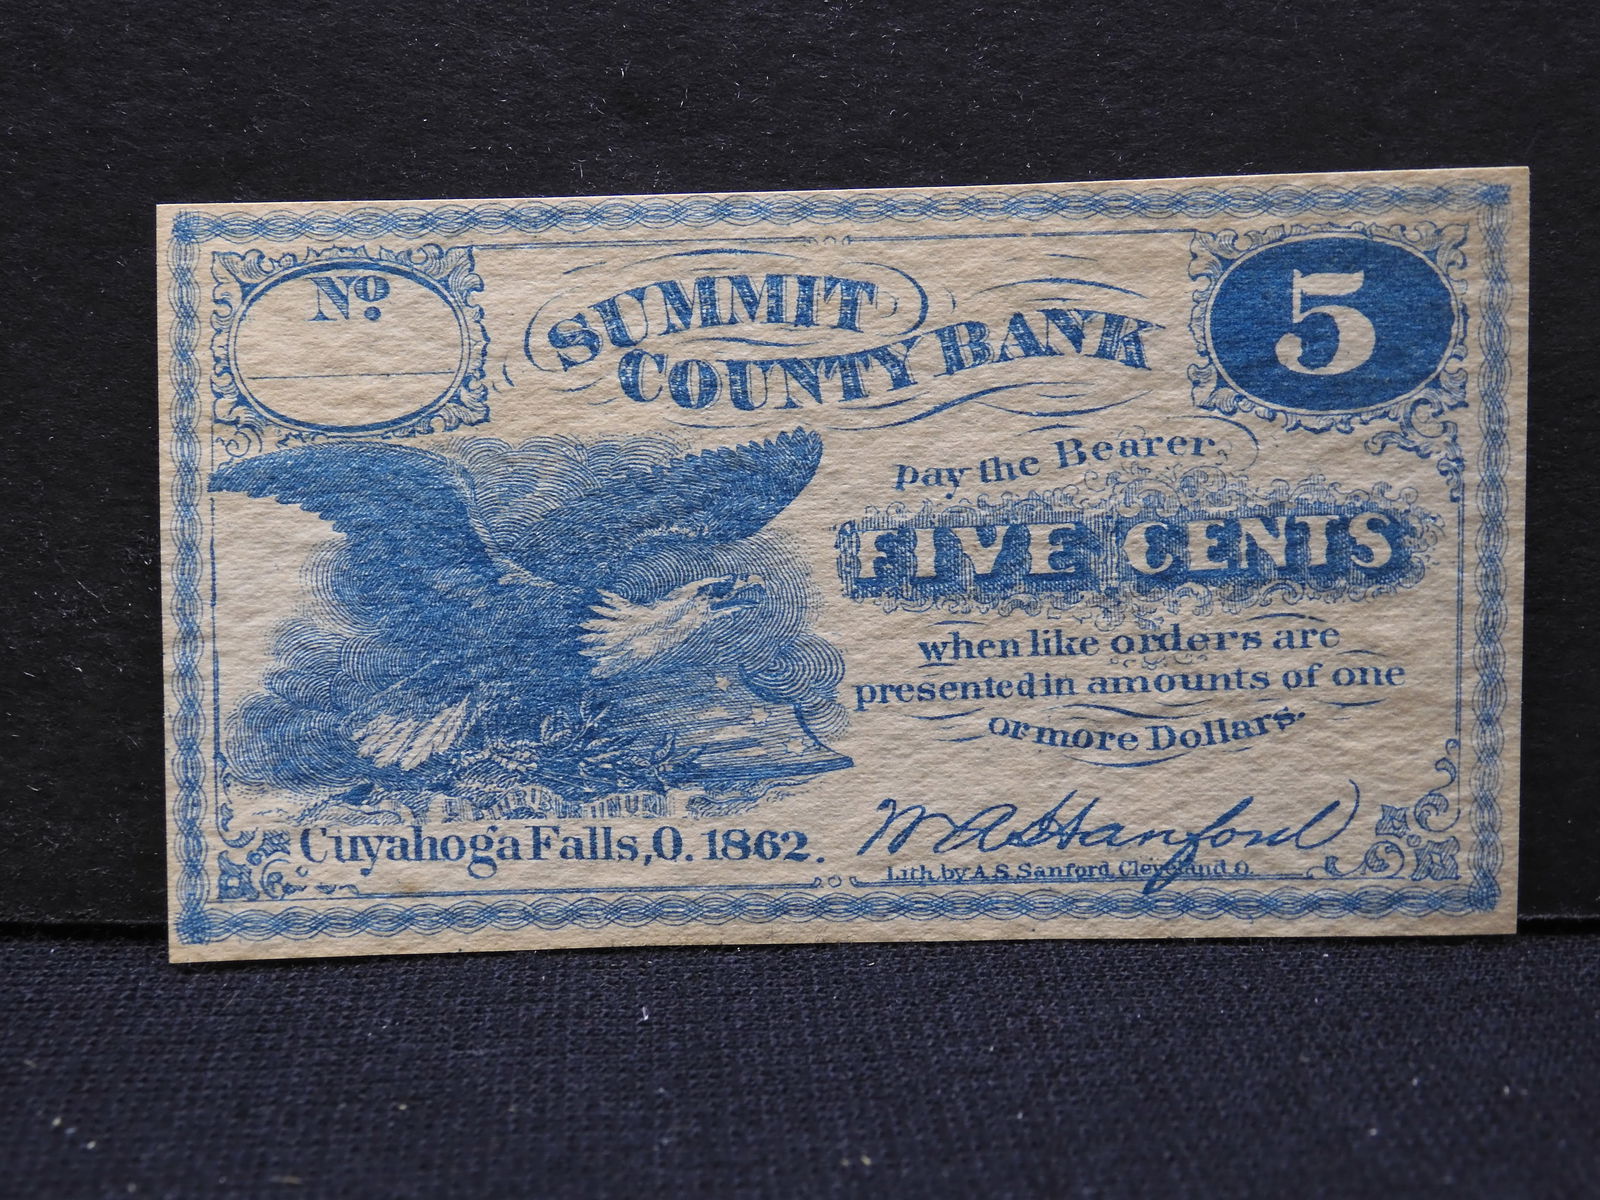 No.
SUMMIT
COUNTY BANK
5
pay the Bearer,
FIVE CENTS
when like orders are
presented in amounts of one
or more Dollars.
Cuyahoga Falls, O. 1862.
W A Hanford
Lith. by A. S. Sanford, Cleveland. O.